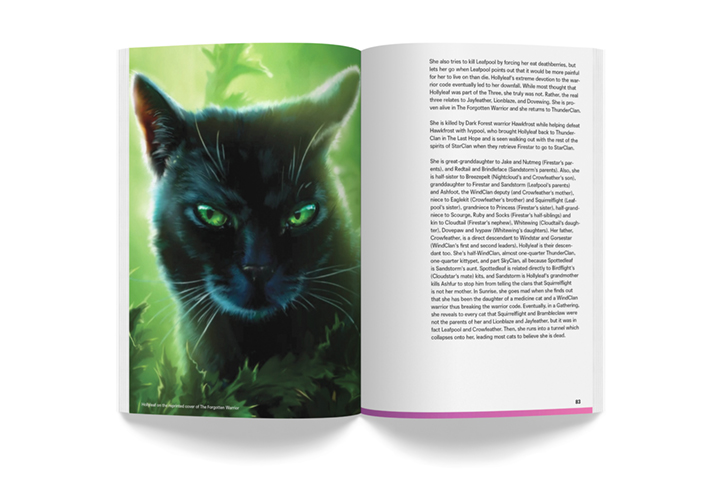 She also tries to kill Leafpool by forcing her eat deathberries, but
lets her go when Leafpool points out that it would be more painful
for her to live on than die. Hollyleaf's extreme devotion to the war-
rior code eventually led to her downfall. While most thought that
Hollyleaf was part of the Three, she truly was not. Rather, the real
three relates to Jayfeather, Lionblaze, and Dovewing. She is pro-
ven alive in The Forgotten Warrior and she returns to ThunderClan.
She is killed by Dark Forest warrior Hawkfrost while helping defeat
Hawkfrost with Ivypool, who brought Hollyleaf back to Thunder-
Clan in The Last Hope and is seen walking out with the rest of the
spirits of StarClan when they retrieve Firestar to go to StarClan.
She is great-granddaughter to Jake and Nutmeg (Firestar's par-
ents), and Redtail and Brindleface (Sandstorm's parents). Also, she
is half-sister to Breezepelt (Nightcloud's and Crowfeather's son),
granddaughter to Firestar and Sandstorm (Leafpool's parents)
and Ashfoot, the WindClan deputy (and Crowfeather's mother),
niece to Eaglekit (Crowfeather's brother) and Squirrelflight (Leaf-
pool's sister), grandniece to Princess (Firestar's sister), half-grand-
niece to Scourge, Ruby and Socks (Firestar's half-siblings) and
kin to Cloudtail (Firestar's nephew), Whitewing (Cloudtail's daugh-
ter), Dovepaw and Ivypaw (Whitewing's daughters). Her father,
Crowfeather, is a direct descendant to Windstar and Gorsestar
(WindClan's first and second leaders). Hollyleaf is their descen-
dant too. She's half WindClan, almost one-quarter ThunderClan,
one-quarter kittypet, and part SkyClan, all because Spottedleaf
is Sandstorm's aunt. Spottedleaf is related directly to Birdflight's
(Cloudstar's mate) kits, and Sandstorm is Hollyleaf's grandmother
kills Ashfur to stop him from telling the clans that Squirrelflight
is not her mother. In Sunrise, she goes mad when she finds out
that she has been the daughter of a medicine cat and a WindClan
warrior thus breaking the warrior code. Eventually, in a Gathering,
she reveals to every cat that Squirrelflight and Brambleclaw were
not the parents of her and Lionblaze and Jayfeather, but it was in
fact Leafpool and Crowfeather. Then, she runs into a tunnel which
collapses onto her, leading most cats to believe she is dead.
Hollyleaf on the reprinted cover of The Forgotten Warrior
83